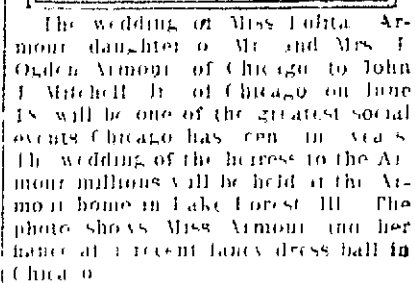 The wedding of Miss Lolita Ar-
mour daughter of Mr and Mrs J
Ogden Armour of Chicago to John
J Mitchell Jr of Chicago on June
18 will be one of the greatest social
events Chicago has seen in years
The wedding of the heiress to the Ar-
mour millions will be held at the Ar-
mour home in Lake Forest Ill The
photo shows Miss Armour and her
fiance at a recent fancy dress ball in
Chicago